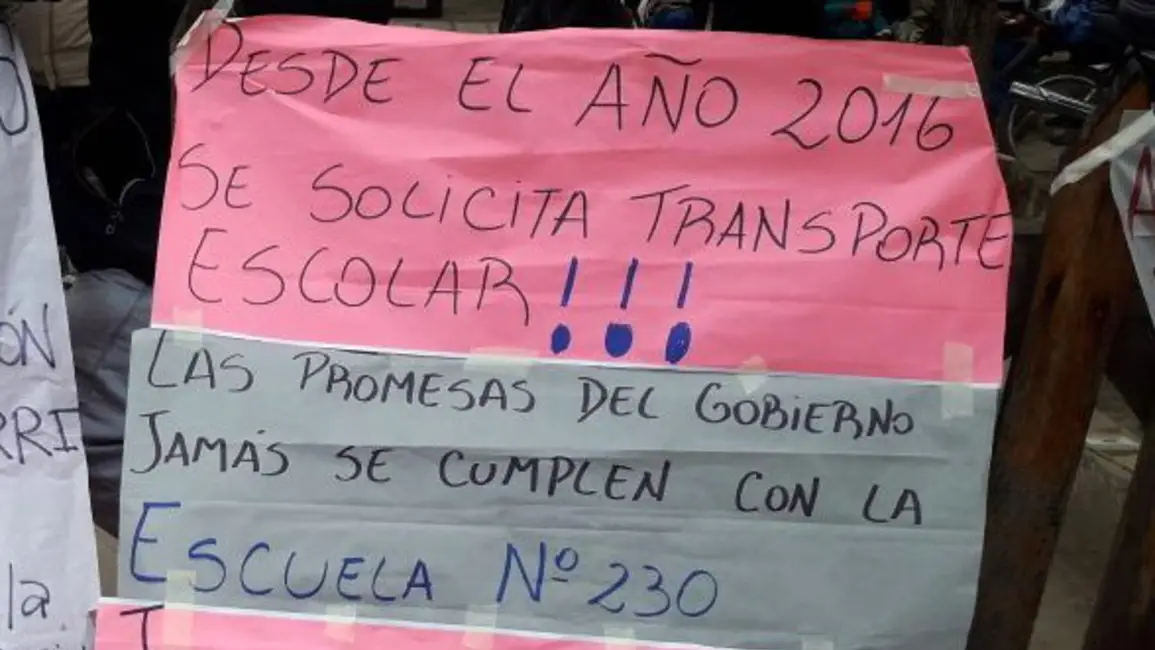 DESDE EL AÑO 2016
SE SOLICITA TRANSPORTE
ESCOLAR !!!
LAS PROMESAS DEL GOBIERNO
JAMÁS SE CUMPLEN CON LA
ESCUELA Nº 230